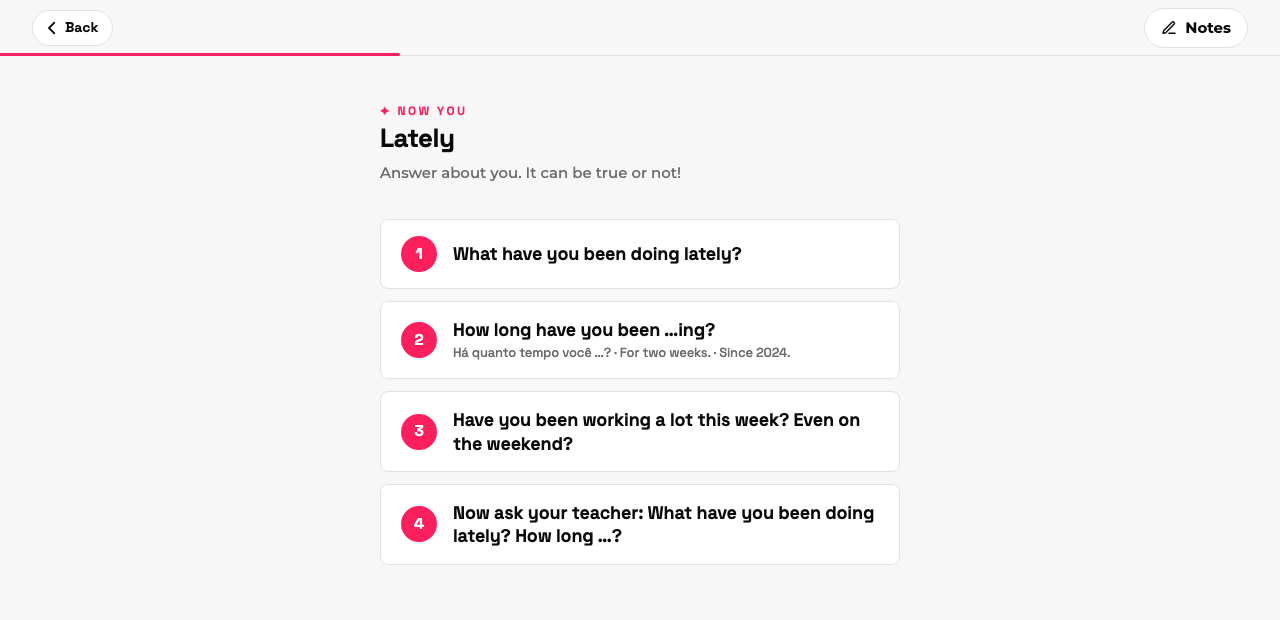 Back
Notes
✦ NOW YOU
Lately
Answer about you. It can be true or not!
1
What have you been doing lately?
2
How long have you been ...ing?
Há quanto tempo você ...? · For two weeks. · Since 2024.
3
Have you been working a lot this week? Even on
the weekend?
4
Now ask your teacher: What have you been doing
lately? How long ...?